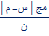 مج | س – م |
ن